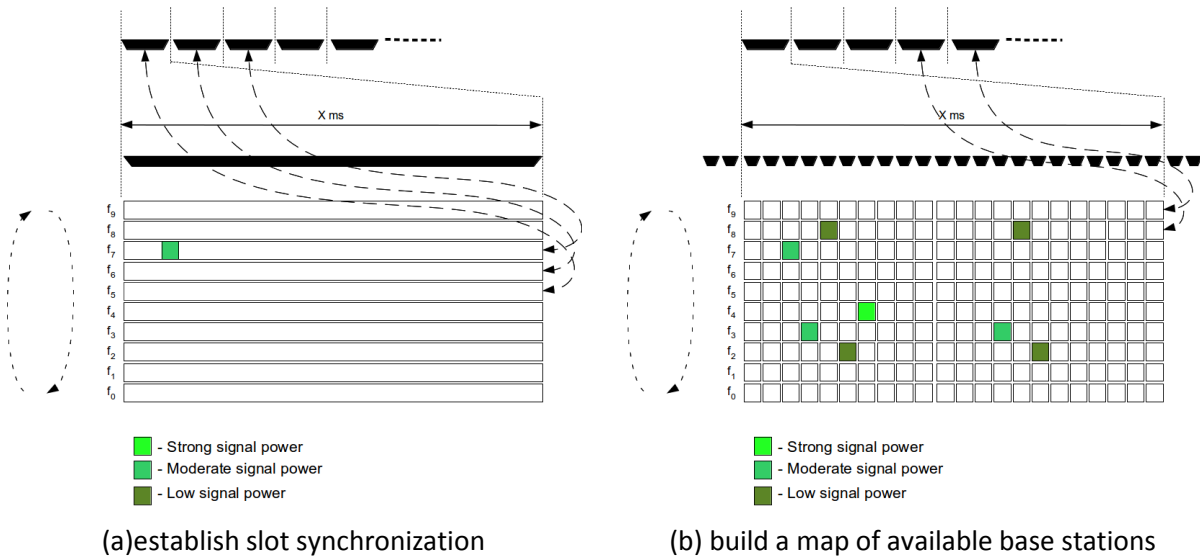 X ms
f9
f8
f7
f6
f5
f4
f3
f2
f1
f0
- Strong signal power
- Moderate signal power
- Low signal power
(a)establish slot synchronization
X ms
f9
f8
f7
f6
f5
f4
f3
f2
f1
f0
- Strong signal power
- Moderate signal power
- Low signal power
(b) build a map of available base stations